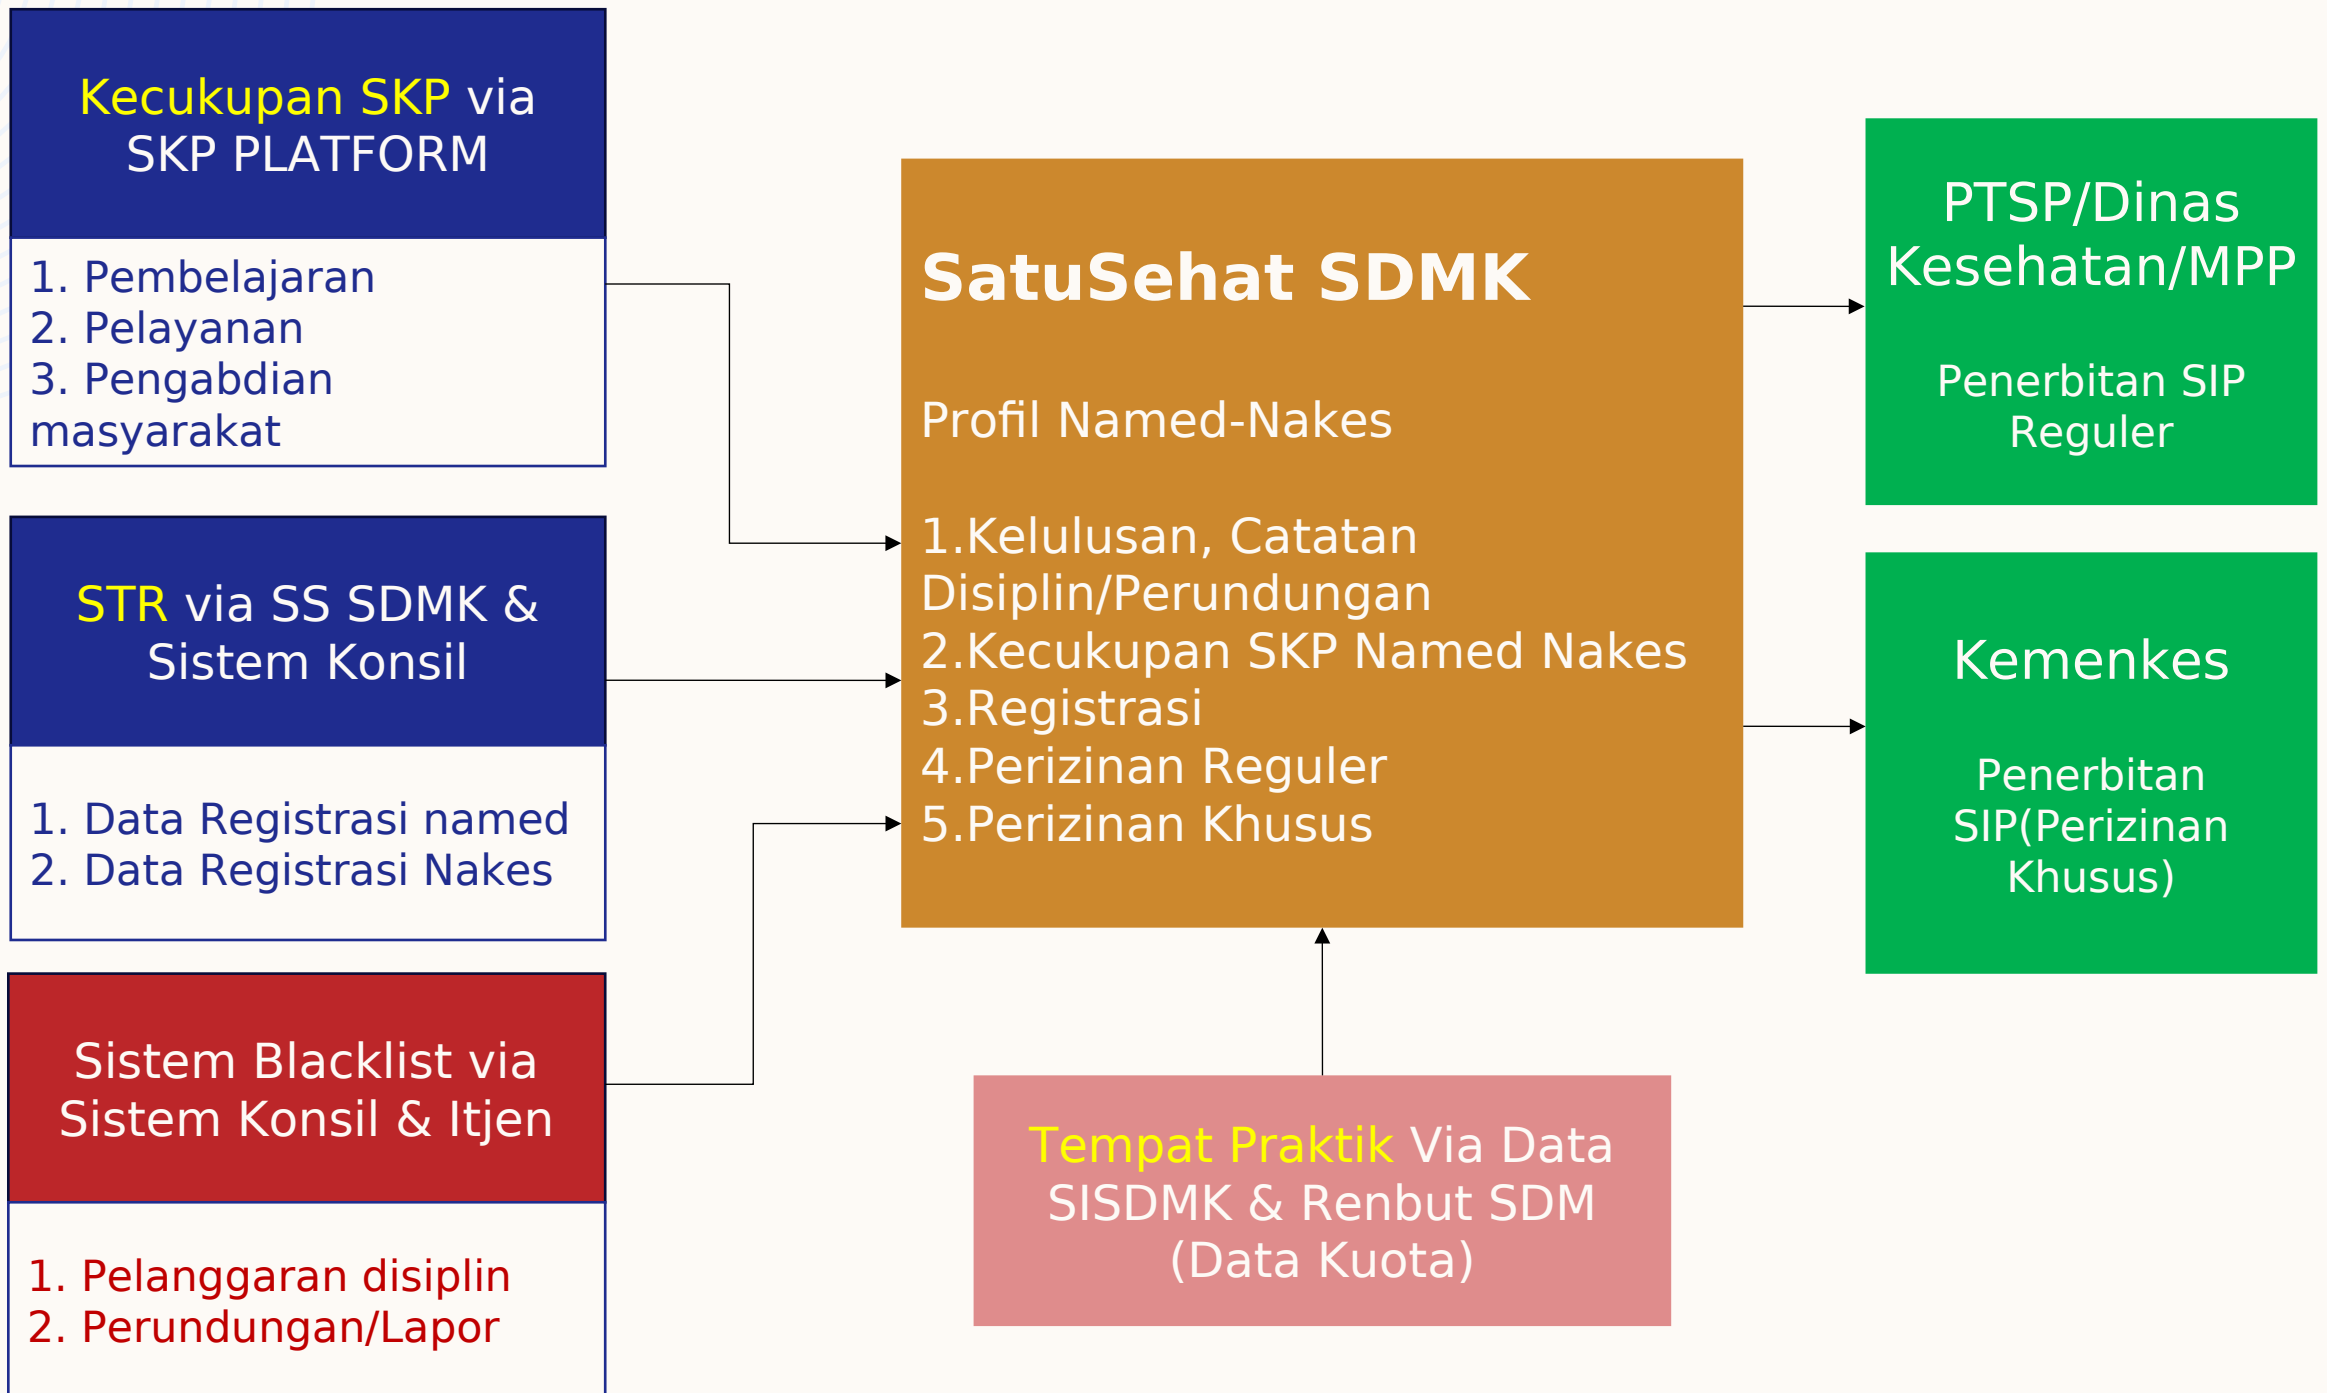 Kecukupan SKP via
SKP PLATFORM
1. Pembelajaran
2. Pelayanan
3. Pengabdian
masyarakat
STR via SS SDMK &
Sistem Konsil
1. Data Registrasi named
2. Data Registrasi Nakes
Sistem Blacklist via
Sistem Konsil & Itjen
1. Pelanggaran disiplin
2. Perundungan/Lapor
SatuSehat SDMK
Profil Named-Nakes
1.Kelulusan, Catatan
Disiplin/Perundungan
2.Kecukupan SKP Named Nakes
3.Registrasi
4.Perizinan Reguler
5.Perizinan Khusus
Tempat Praktik Via Data
SISDMK & Renbut SDM
(Data Kuota)
PTSP/Dinas
Kesehatan/MPP
Penerbitan SIP
Reguler
Kemenkes
Penerbitan
SIP(Perizinan
Khusus)